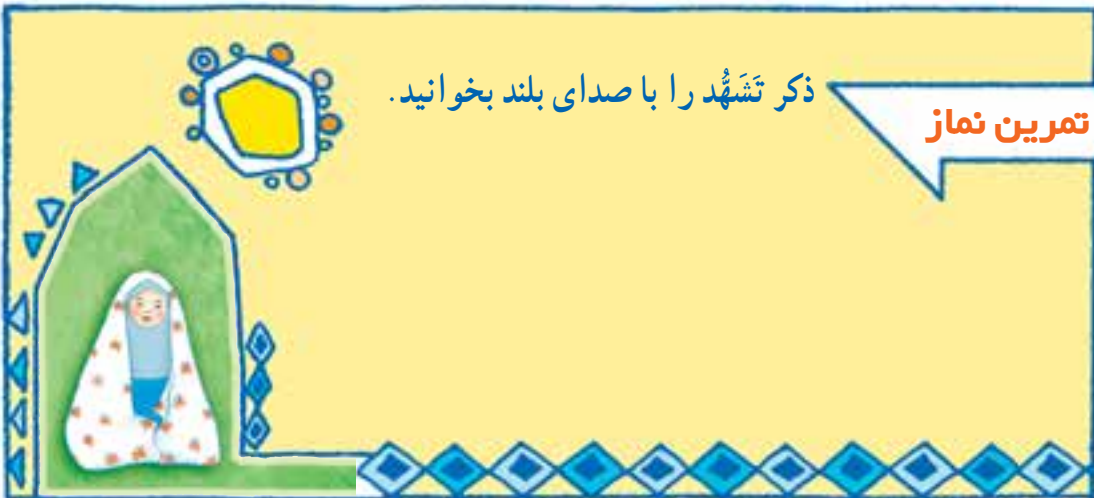 تمرین نماز
ذکر تَشَهُّد را با صدای بلند بخوانید.